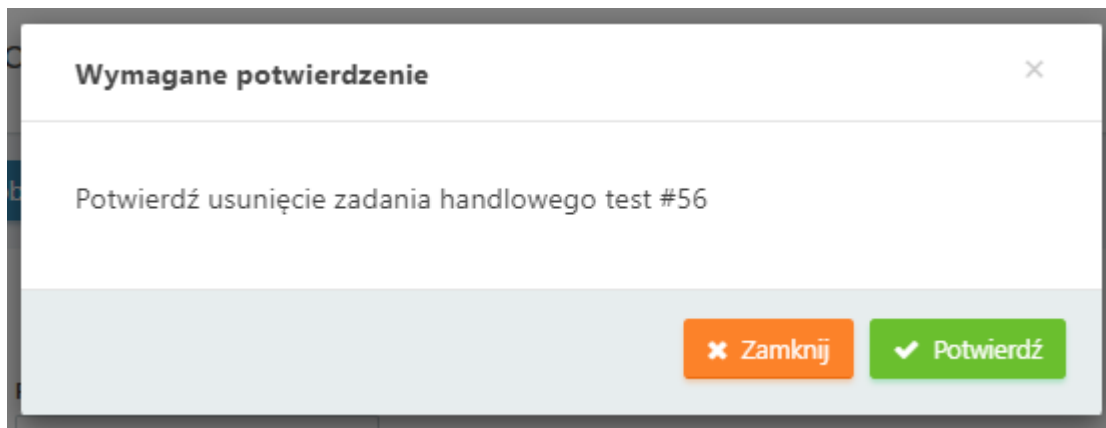 Wymagane potwierdzenie
×
Potwierdź usunięcie zadania handlowego test #56
Zamknij
Potwierdź